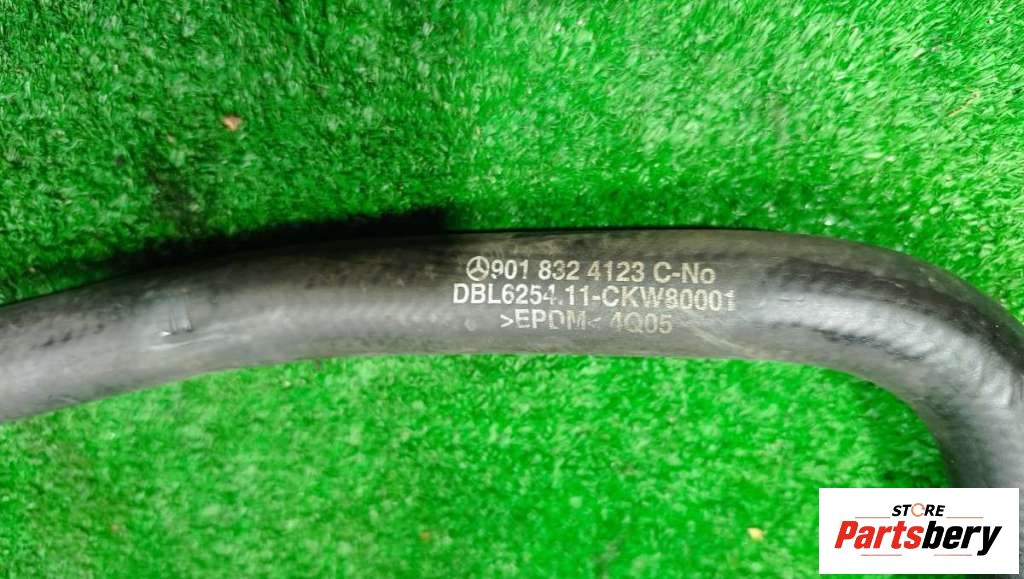 901 832 4123 C-No
DBL6254.11-CKW80001
>EPDM< 4Q05
STORE
Partsbery